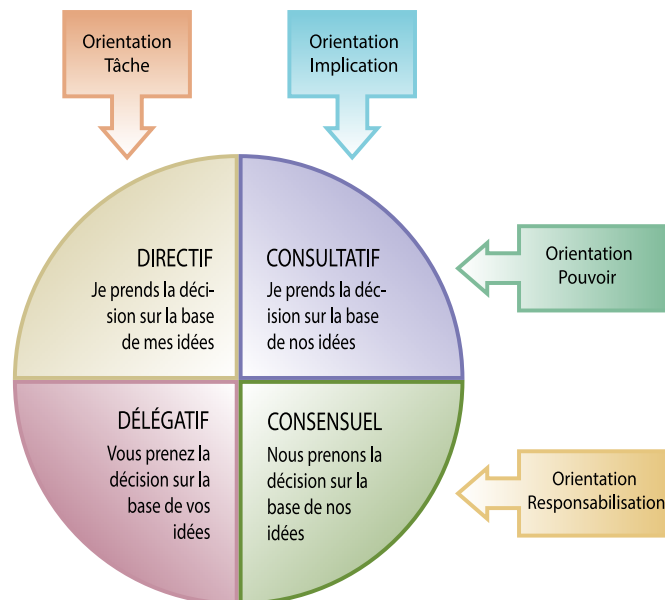 Orientation
Tâche
Orientation
Implication
DIRECTIF
Je prends la déci-
sion sur la base
de mes idées
CONSULTATIF
Je prends la déc-
ision sur la base
de nos idées
Orientation
Pouvoir
DÉLÉGATIF
Vous prenez la
décision sur la
base de vos
idées
CONSENSUEL
Nous prenons la
décision sur la
base de nos
idées
Orientation
Responsabilisation